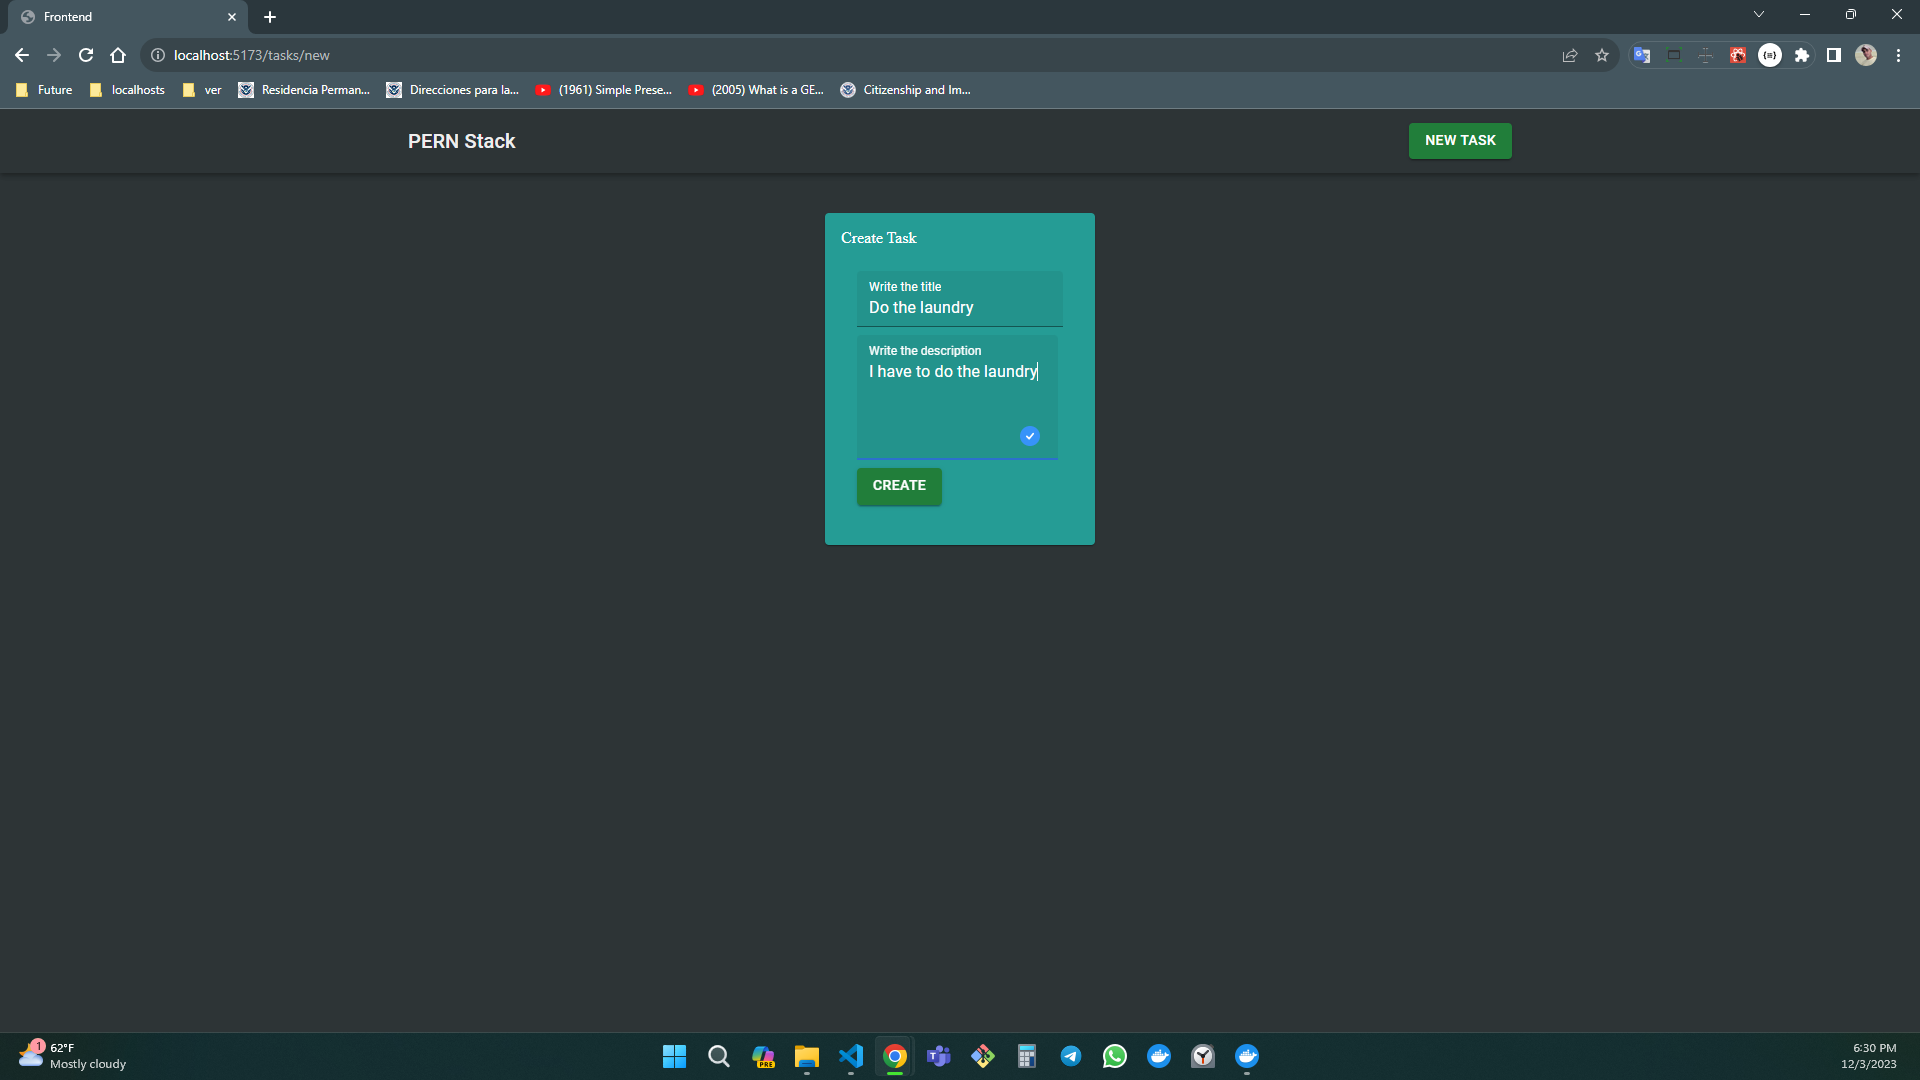 Frontend
localhost:5173/tasks/new
Future
localhosts
ver
Residencia Perman...
Direcciones para la...
(1961) Simple Prese...
(2005) What is a GE...
Citizenship and Im...
PERN Stack
NEW TASK
Create Task
Write the title
Do the laundry
Write the description
I have to do the laundry
CREATE
1
62°F
Mostly cloudy
PRE
6:30 PM
12/3/2023